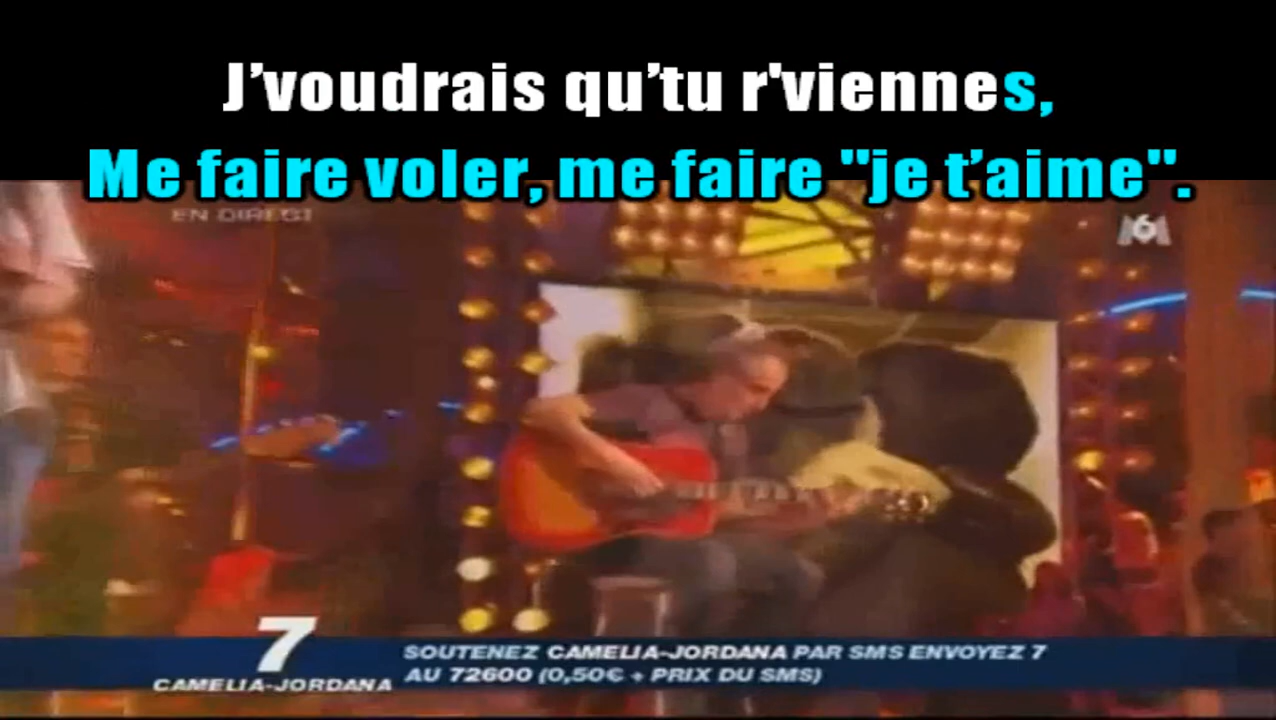 J’voudrais qu’tu r'viennes,
Me faire voler, me faire "je t’aime".
EN DIRECT
M6
7
CAMELIA-JORDANA
SOUTENEZ CAMELIA-JORDANA PAR SMS ENVOYEZ 7
AU 72600 (0,50€ + PRIX DU SMS)